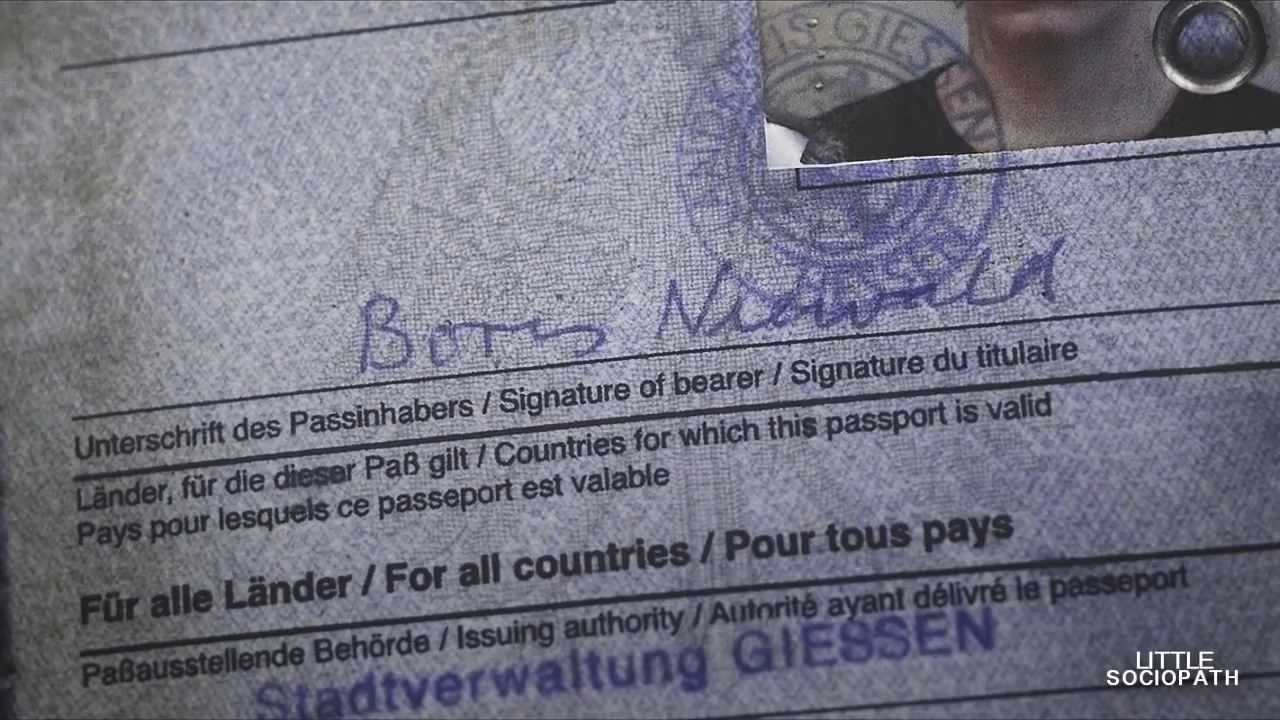 GIESSEN
Boris Niewald
Unterschrift des Passinhabers / Signature of bearer / Signature du titulaire
Länder, für die dieser Paß gilt / Countries for which this passport is valid
Pays pour lesquels ce passeport est valable
Für alle Länder / For all countries / Pour tous pays
Paßausstellende Behörde / Issuing authority / Autorité ayant délivré le passeport
Stadtverwaltung GIESSEN
LITTLE
SOCIOPATH